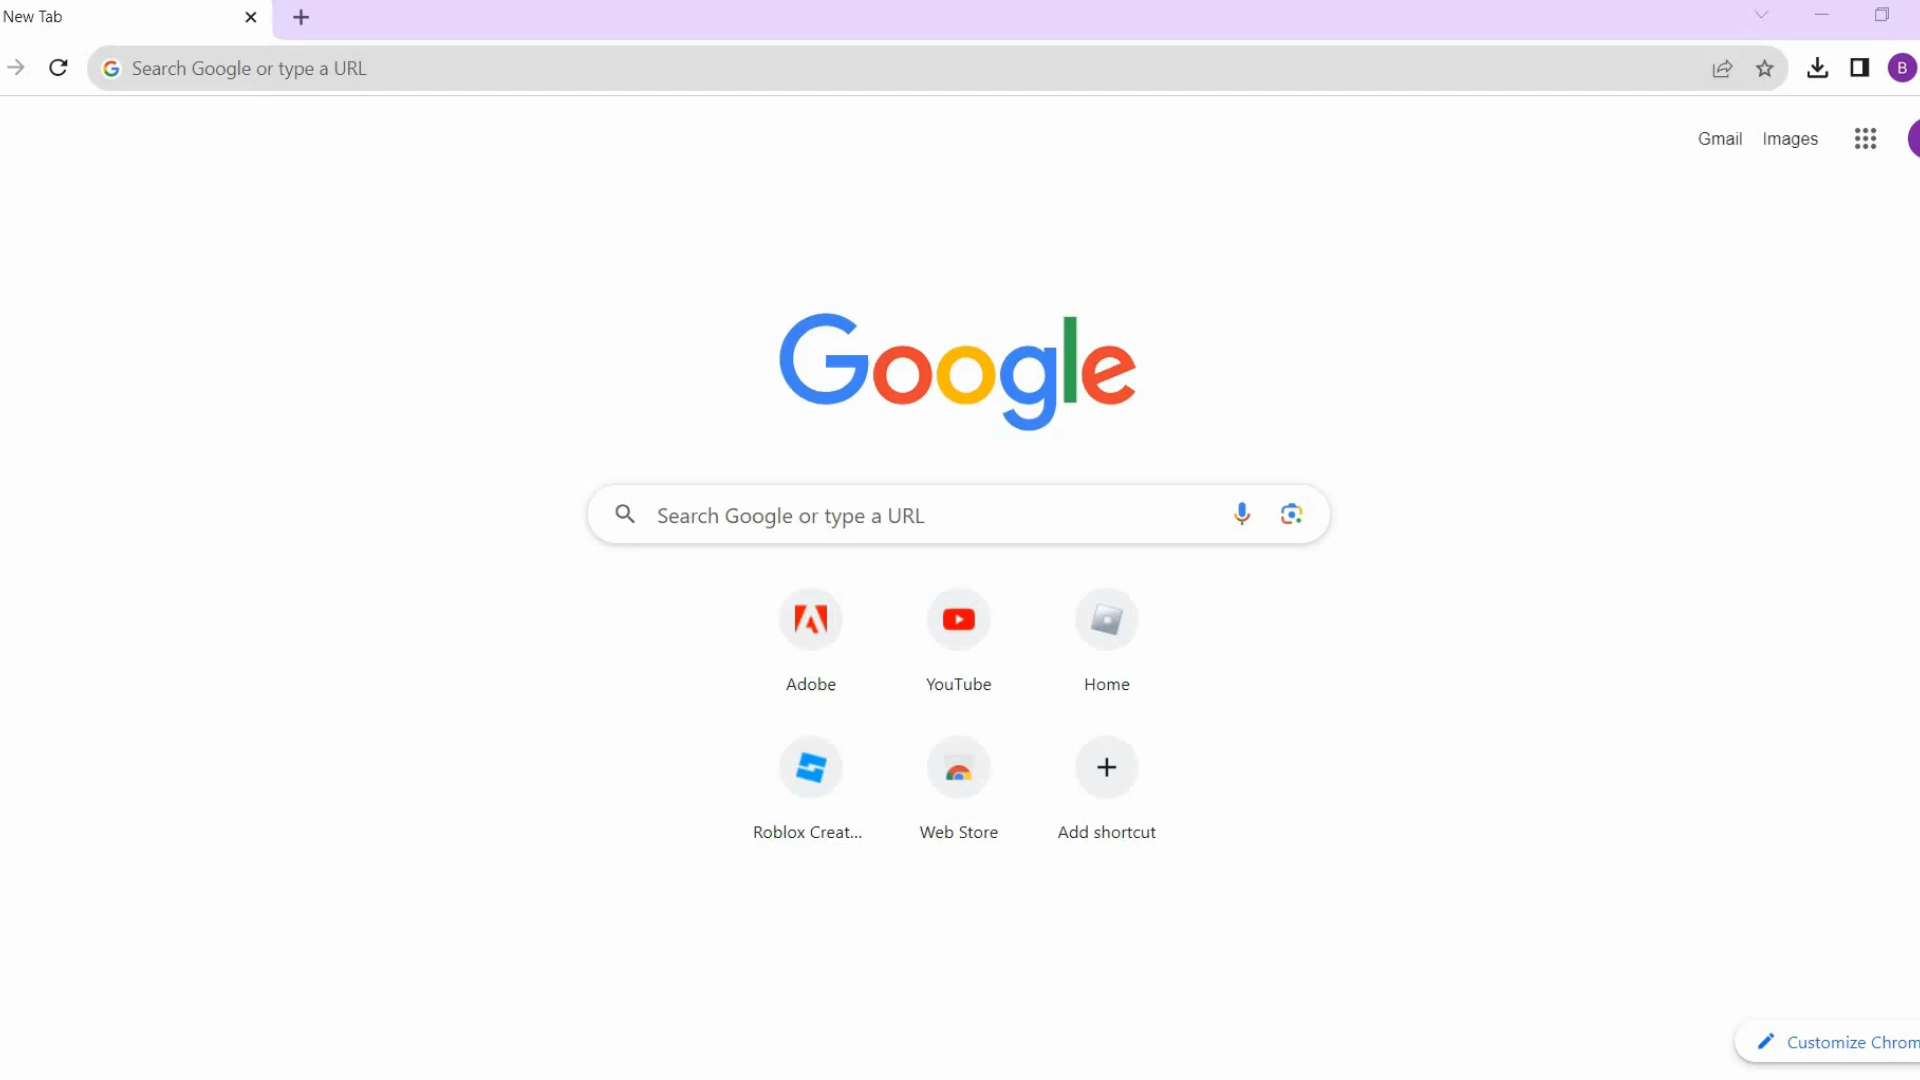 New Tab
Search Google or type a URL
B
Gmail Images
Google
Search Google or type a URL
Adobe YouTube Home
Roblox Creat... Web Store Add shortcut
Customize Chrom